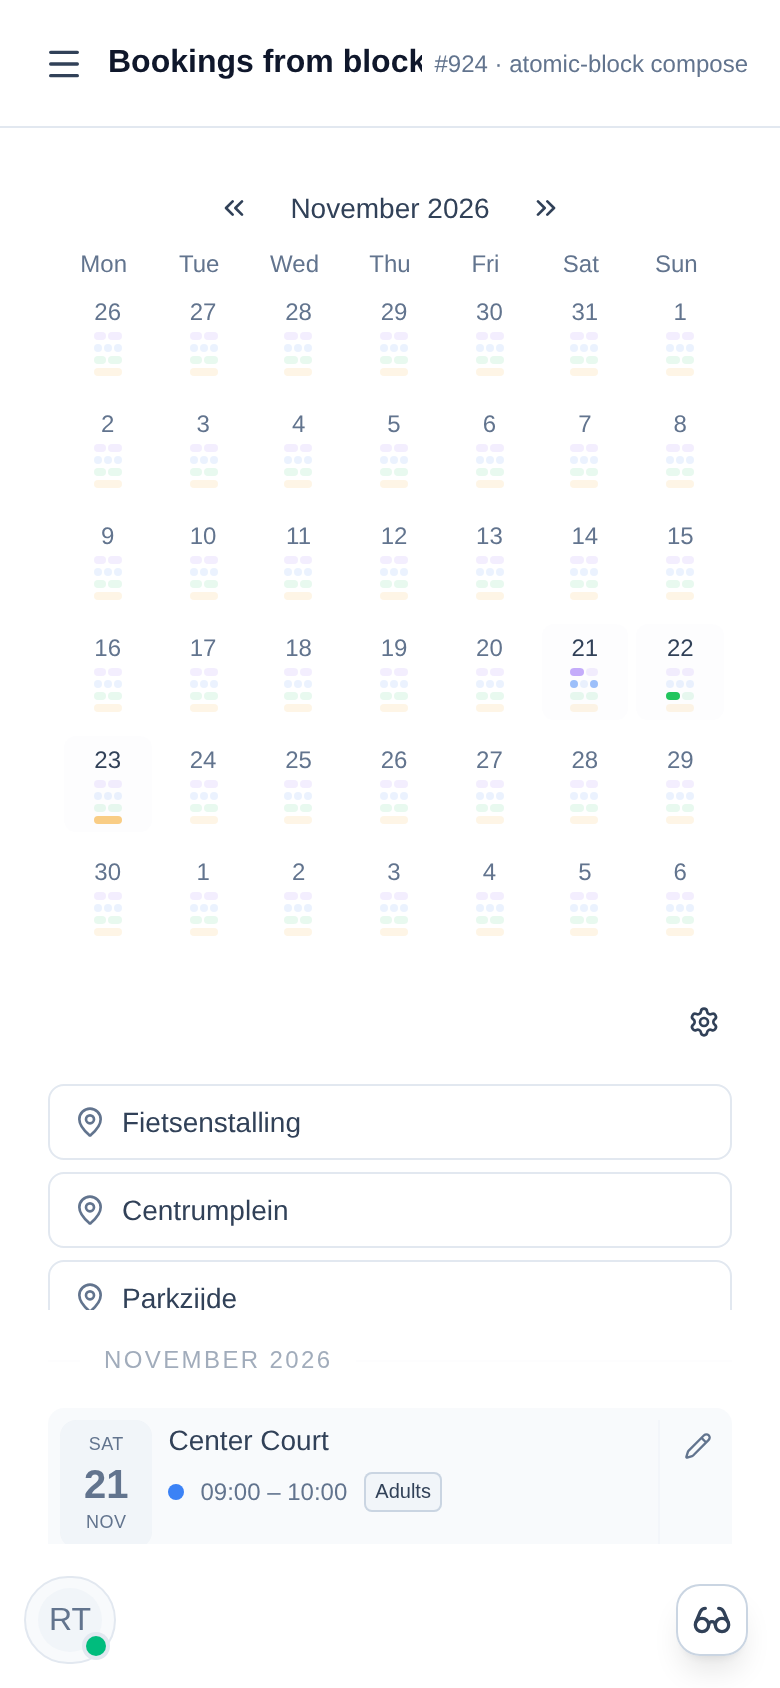 Bookings from block #924 · atomic-block compose
November 2026
Mon Tue Wed Thu Fri Sat Sun
26 27 28 29 30 31 1
2 3 4 5 6 7 8
9 10 11 12 13 14 15
16 17 18 19 20 21 22
23 24 25 26 27 28 29
30 1 2 3 4 5 6
Fietsenstalling
Centrumplein
Parkzijde
NOVEMBER 2026
SAT
21
NOV
Center Court
09:00 – 10:00 Adults
RT